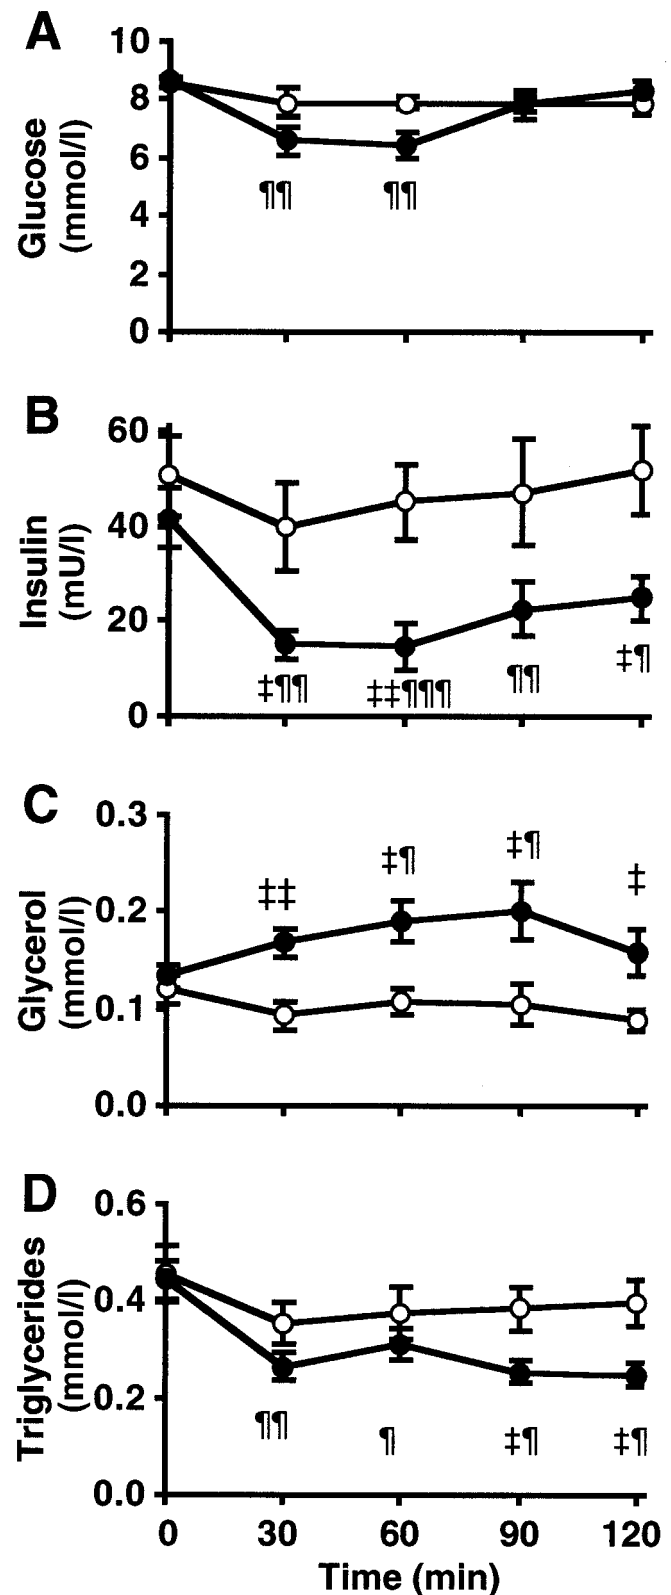 A
10
8
6
4
2
0
Glucose
(mmol/l)
¶¶ ¶¶
B
60
40
20
0
Insulin
(mU/l)
‡¶¶ ‡‡¶¶¶ ¶¶ ‡¶
C
0.3
0.2
0.1
0.0
Glycerol
(mmol/l)
‡‡ ‡¶ ‡¶ ‡
D
0.6
0.4
0.2
0.0
Triglycerides
(mmol/l)
¶¶ ¶ ‡¶ ‡¶
0 30 60 90 120
Time (min)